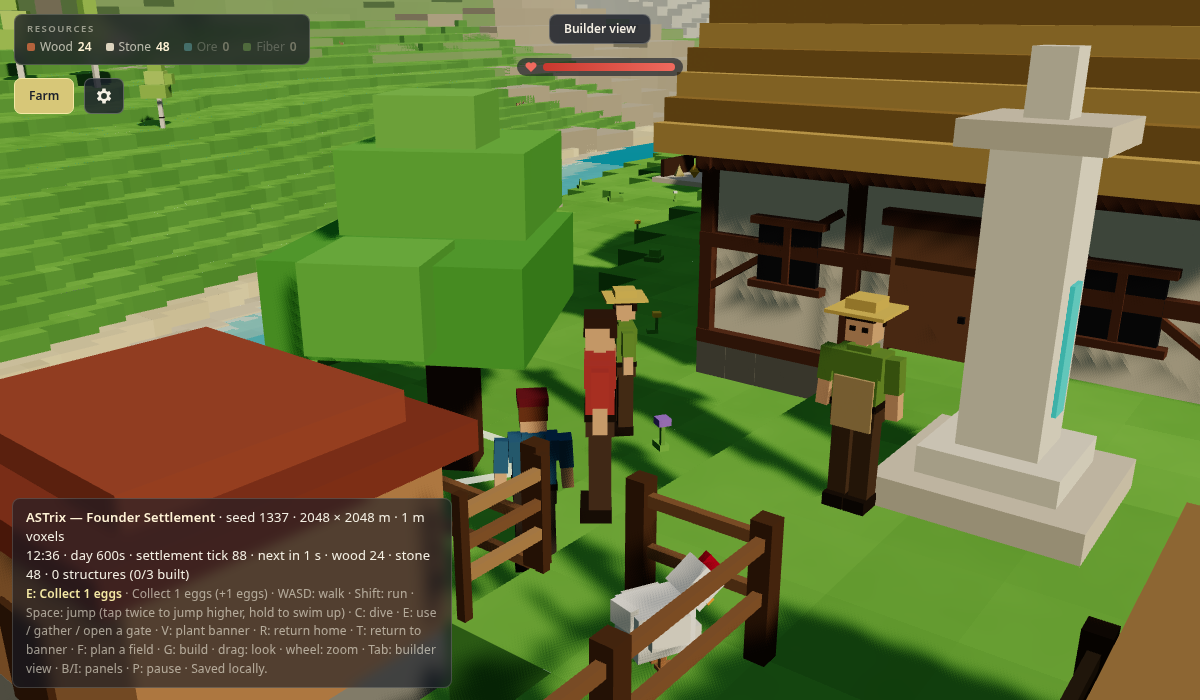 RESOURCES
Wood 24 Stone 48 Ore 0 Fiber 0
Builder view
Farm
ASTrix — Founder Settlement · seed 1337 · 2048 × 2048 m · 1 m
voxels
12:36 · day 600s · settlement tick 88 · next in 1 s · wood 24 · stone
48 · 0 structures (0/3 built)
E: Collect 1 eggs · Collect 1 eggs (+1 eggs) · WASD: walk · Shift: run ·
Space: jump (tap twice to jump higher, hold to swim up) · C: dive · E: use
/ gather / open a gate · V: plant banner · R: return home · T: return to
banner · F: plan a field · G: build · drag: look · wheel: zoom · Tab: builder
view · B/I: panels · P: pause · Saved locally.